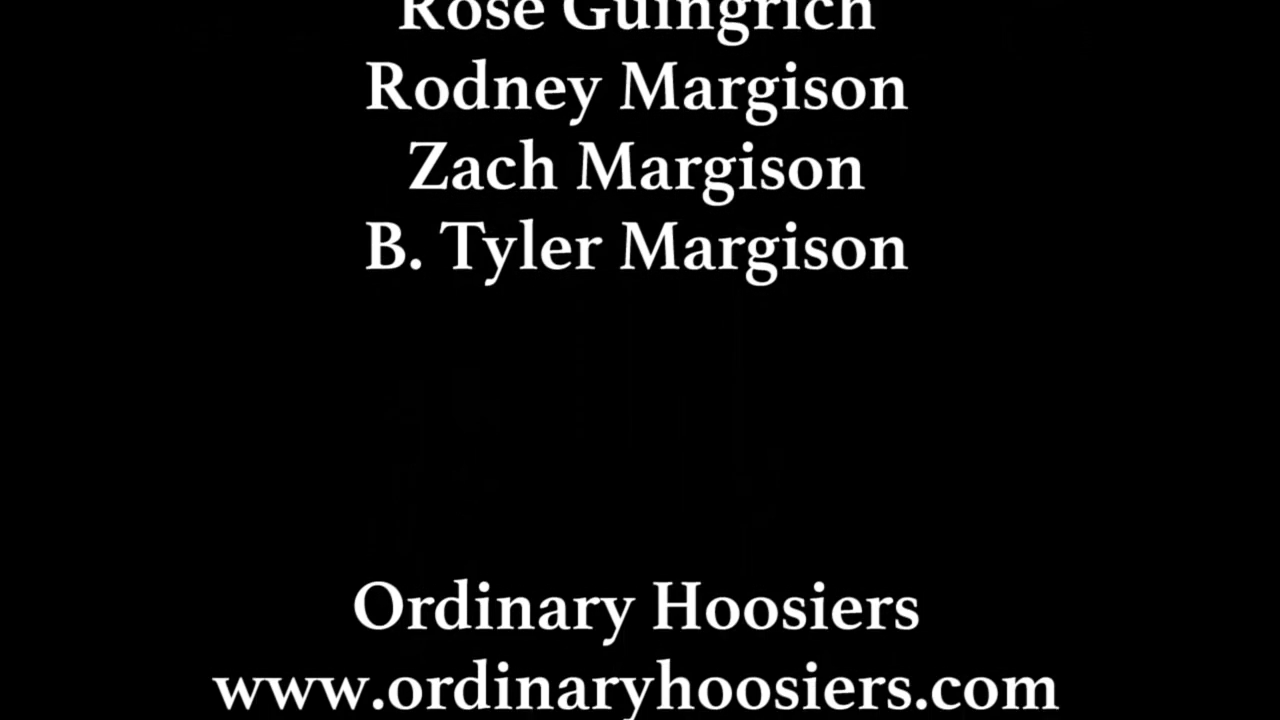 Rose Guingrich
Rodney Margison
Zach Margison
B. Tyler Margison
Ordinary Hoosiers
www.ordinaryhoosiers.com